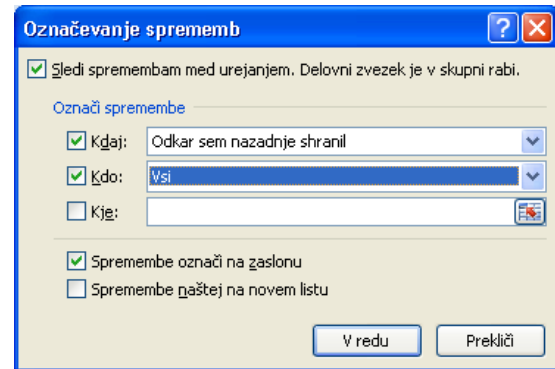 Označevanje sprememb
Sledi spremembam med urejanjem. Delovni zvezek je v skupni rabi.
Označi spremembe
Kdaj: Odkar sem nazadnje shranil
Kdo: Vsi
Kje:
Spremembe označi na zaslonu
Spremembe naštej na novem listu
V redu Prekliči